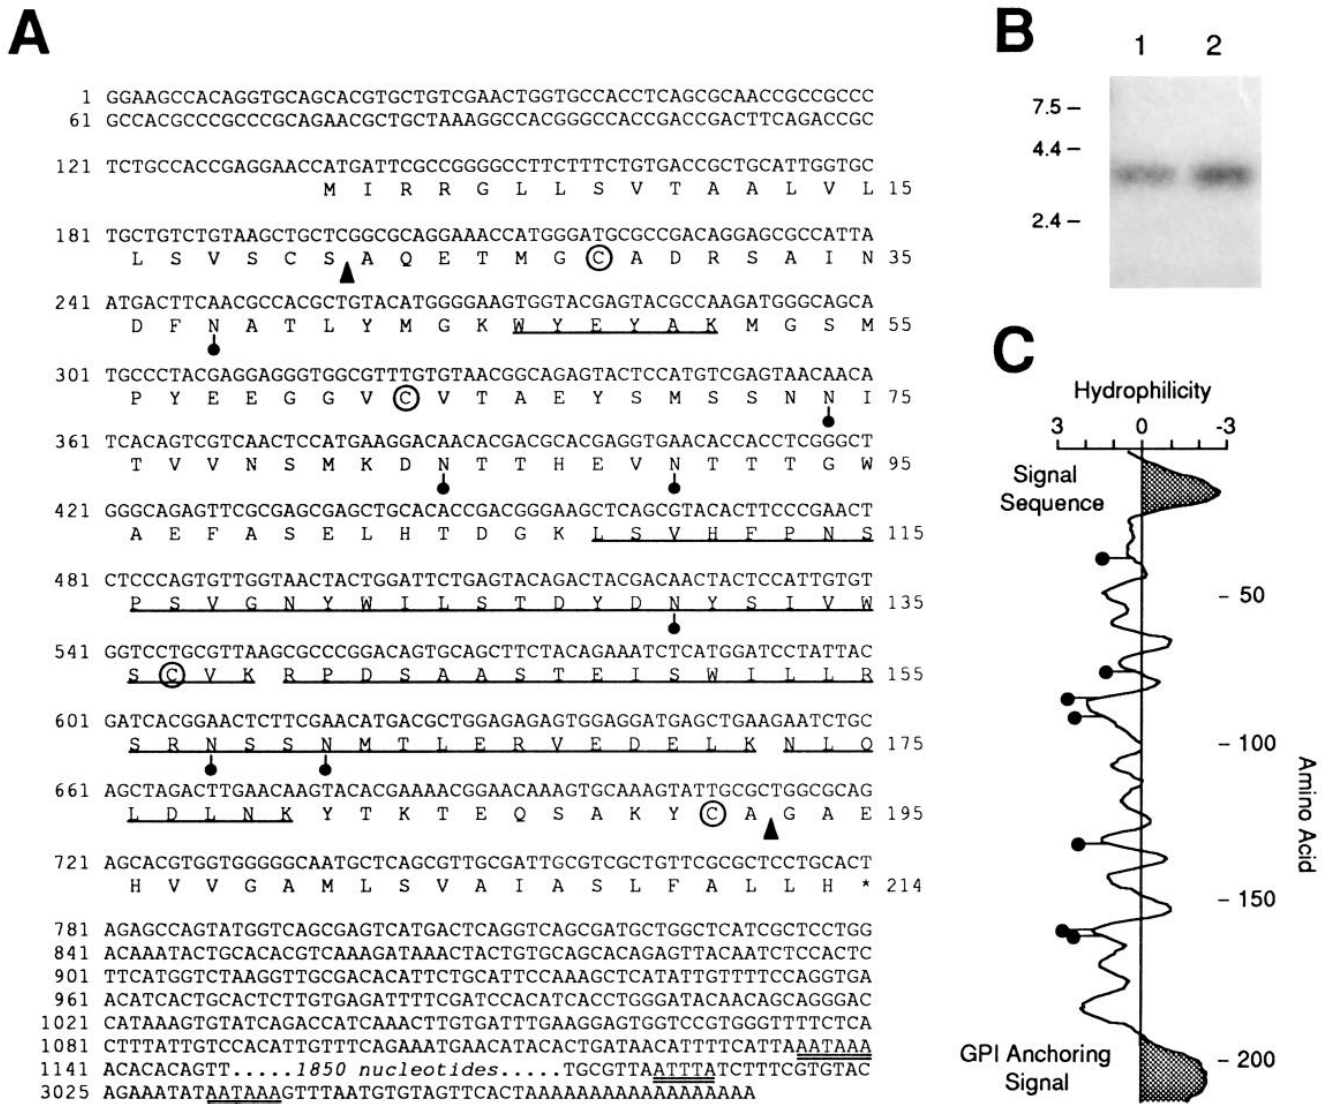 A
1 GGAAGCCACAGGTGCAGCACGTGCTGTCGAACTGGTGCCACCTCAGCGCAACCGCCGCCC
61 GCCACGCCCGCCCGCAGAACGCTGCTAAAGGCCACGGGCCACCGACCGACTTCAGACCGC
121 TCTGCCACCGAGGAACCATGATTCGCCGGGGCCTTCTTTCTGTGACCGCTGCATTGGTGC
M I R R G L L S V T A A L V L 15
181 TGCTGTCTGTAAGCTGCTCGGCGCAGGAAACCATGGGATGCGCCGACAGGAGCGCCATTA
L S V S C S A Q E T M G C A D R S A I N 35
241 ATGACTTCAACGCCACGCTGTACATGGGGAAGTGGTACGAGTACGCCAAGATGGGCAGCA
D F N A T L Y M G K W Y E Y A K M G S M 55
301 TGCCCTACGAGGAGGGTGGCGTTTGTGTAACGGCAGAGTACTCCATGTCGAGTAACAACA
P Y E E G G V C V T A E Y S M S S N N I 75
361 TCACAGTCGTCAACTCCATGAAGGACAACACGACGCACGAGGTGAACACCACCTCGGGCT
T V V N S M K D N T T H E V N T T T G W 95
421 GGGCAGAGTTCGCGAGCGAGCTGCACACCGACGGGAAGCTCAGCGTACACTTCCCGAACT
A E F A S E L H T D G K L S V H F P N S 115
481 CTCCCAGTGTTGGTAACTACTGGATTCTGAGTACAGACTACGACAACTACTCCATTGTGT
P S V G N Y W I L S T D Y D N Y S I V W 135
541 GGTCCTGCGTTAAGCGCCCGGACAGTGCAGCTTCTACAGAAATCTCATGGATCCTATTAC
S C V K R P D S A A S T E I S W I L L R 155
601 GATCACGGAACTCTTCGAACATGACGCTGGAGAGAGTGGAGGATGAGCTGAAGAATCTGC
S R N S S N M T L E R V E D E L K N L Q 175
661 AGCTAGACTTGAACAAGTACACGAAAACGGAACAAAGTGCAAAGTATTGCGCTGGCGCAG
L D L N K Y T K T E Q S A K Y C A G A E 195
721 AGCACGTGGTGGGGGCAATGCTCAGCGTTGCGATTGCGTCGCTGTTCGCGCTCCTGCACT
H V V G A M L S V A I A S L F A L L H * 214
781 AGAGCCAGTATGGTCAGCGAGTCATGACTCAGGTCAGCGATGCTGGCTCATCGCTCCTGG
841 ACAAATACTGCACACGTCAAAGATAAACTACTGTGCAGCACAGAGTTACAATCTCCACTC
901 TTCATGGTCTAAGGTTGCGACACATTCTGCATTCCAAAGCTCATATTGTTTTCCAGGTGA
961 ACATCACTGCACTCTTGTGAGATTTTCGATCCACATCACCTGGGATACAACAGCAGGGAC
1021 CATAAAGTGTATCAGACCATCAAACTTGTGATTTGAAGGAGTGGTCCGTGGGTTTTCTCA
1081 CTTTATTGTCCACATTGTTTCAGAAATGAACATACACTGATAACATTTTCATTAAATAAA
1141 ACACACAGTT.....1850 nucleotides.....TGCGTTAATTTATCTTTCGTGTAC
3025 AGAAATATAATAAAGTTTAATGTGTAGTTCACTAAAAAAAAAAAAAAAAAA
B
1 2
7.5
4.4
2.4
C
Hydrophilicity
3 0 -3
Signal
Sequence
50
100
150
200
Amino Acid
GPI Anchoring
Signal